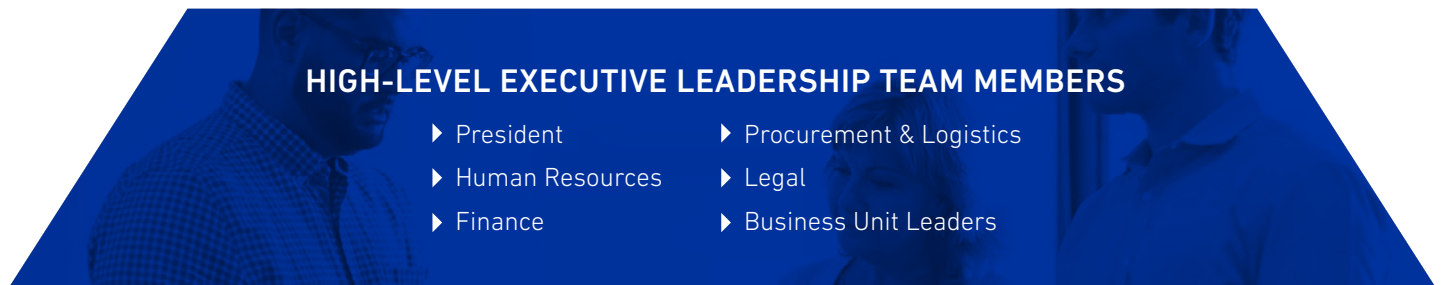 HIGH-LEVEL EXECUTIVE LEADERSHIP TEAM MEMBERS
President
Human Resources
Finance
Procurement & Logistics
Legal
Business Unit Leaders